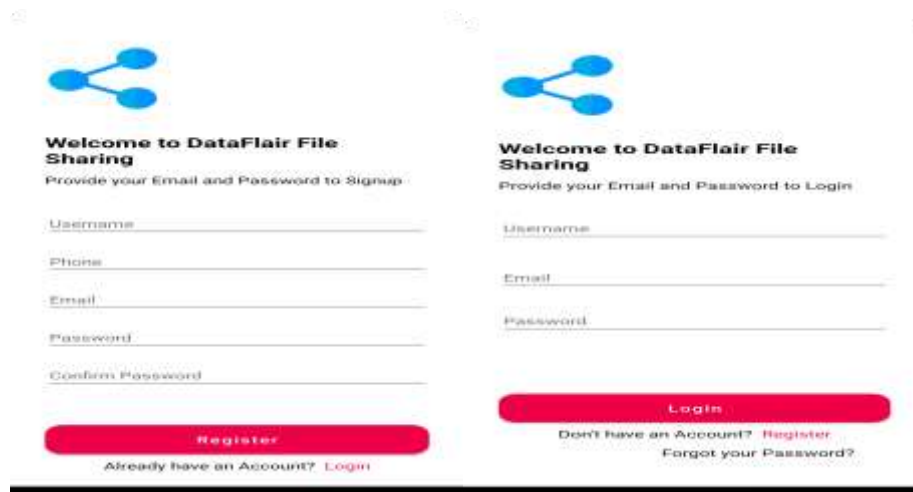 Welcome to DataFlair File
Sharing
Provide your Email and Password to Signup
Username
Phone
Email
Password
Confirm Password
Register
Already have an Account? Login
Welcome to DataFlair File
Sharing
Provide your Email and Password to Login
Username
Email
Password
Login
Don't have an Account? Register
Forgot your Password?